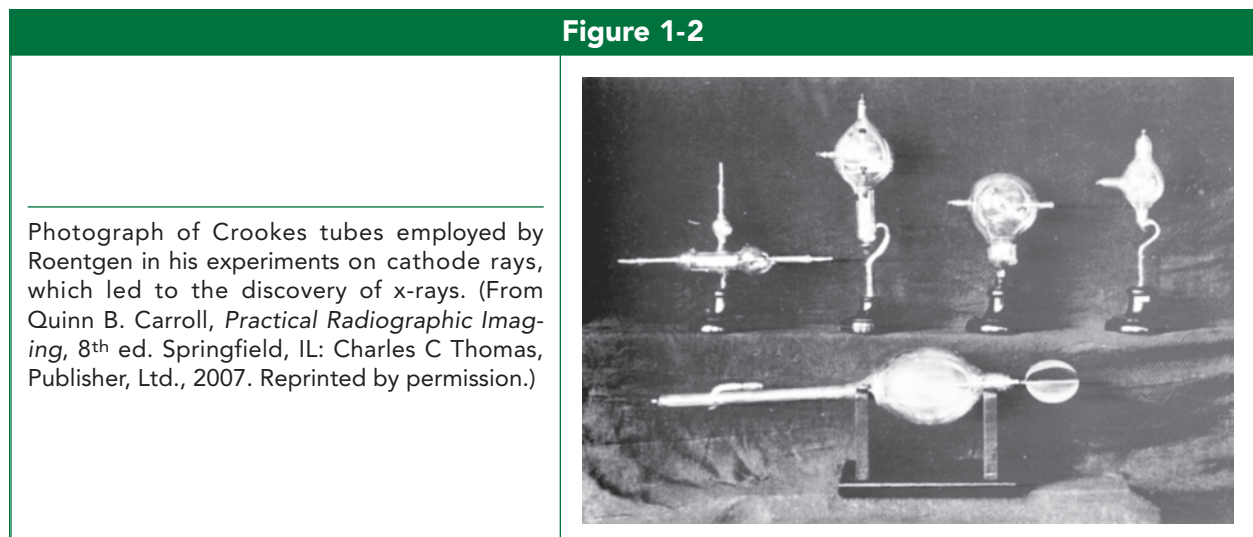 Figure 1-2
Photograph of Crookes tubes employed by
Roentgen in his experiments on cathode rays,
which led to the discovery of x-rays. (From
Quinn B. Carroll, Practical Radiographic Imag-
ing, 8th ed. Springfield, IL: Charles C Thomas,
Publisher, Ltd., 2007. Reprinted by permission.)